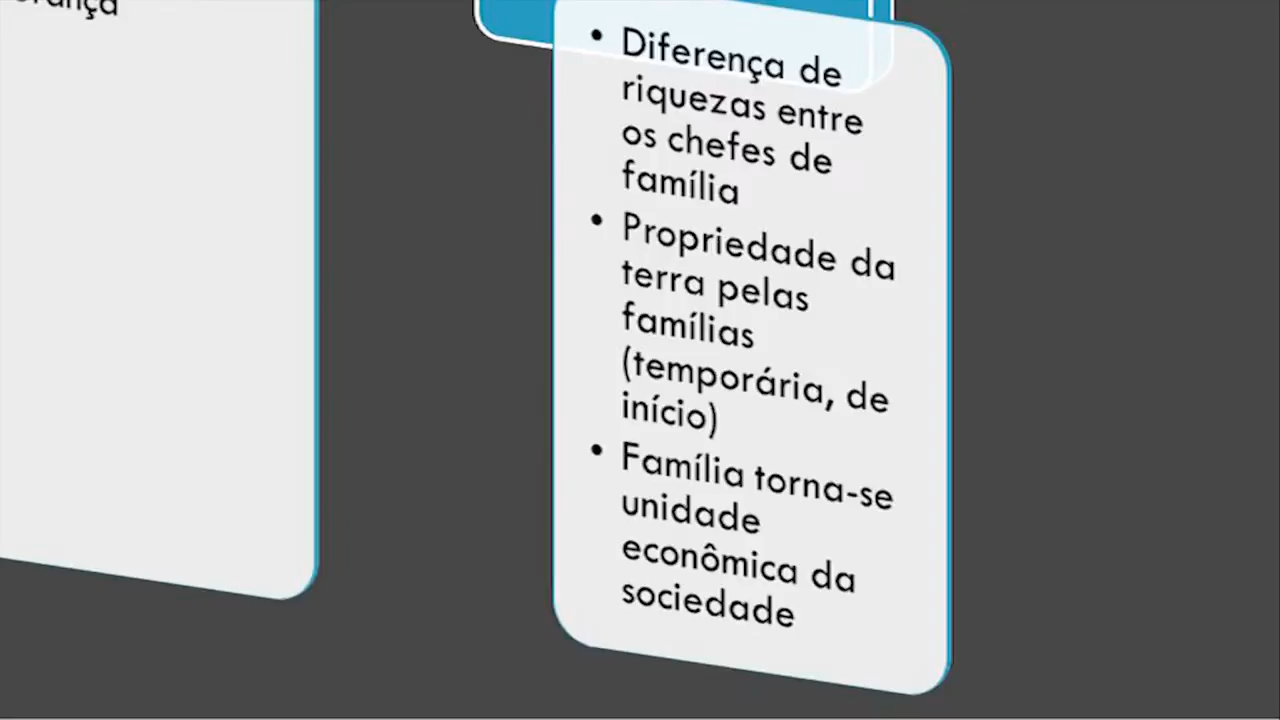 • Diferença de
riquezas entre
os chefes de
família
• Propriedade da
terra pelas
famílias
(temporária, de
início)
• Família torna-se
unidade
econômica da
sociedade